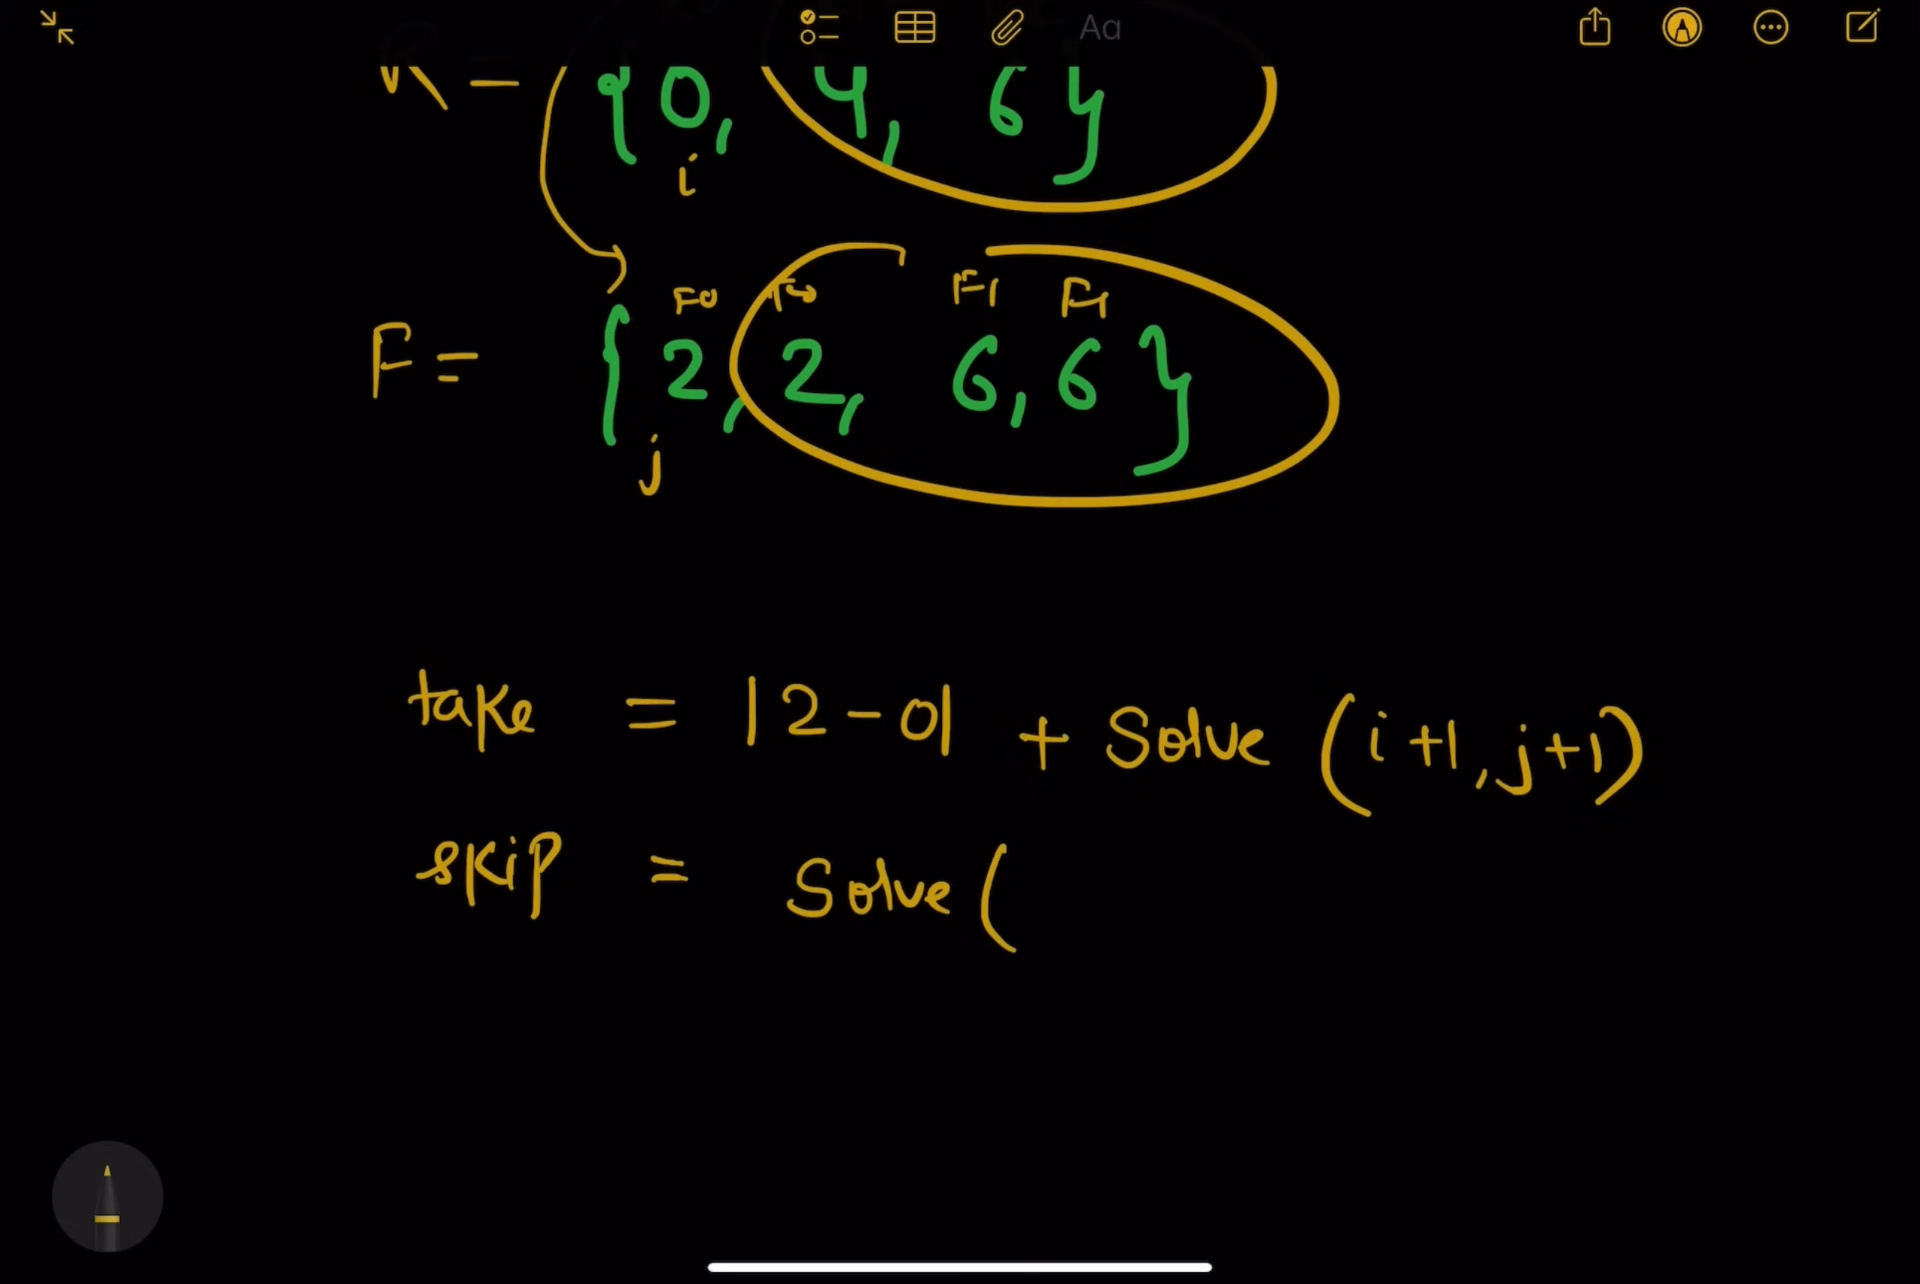 Aa
R = { 0, 4, 6 }
i
F0 F1 F1
F = { 2, 2, 6, 6 }
j
take = |2-0| + Solve (i+1, j+1)
skip = Solve (